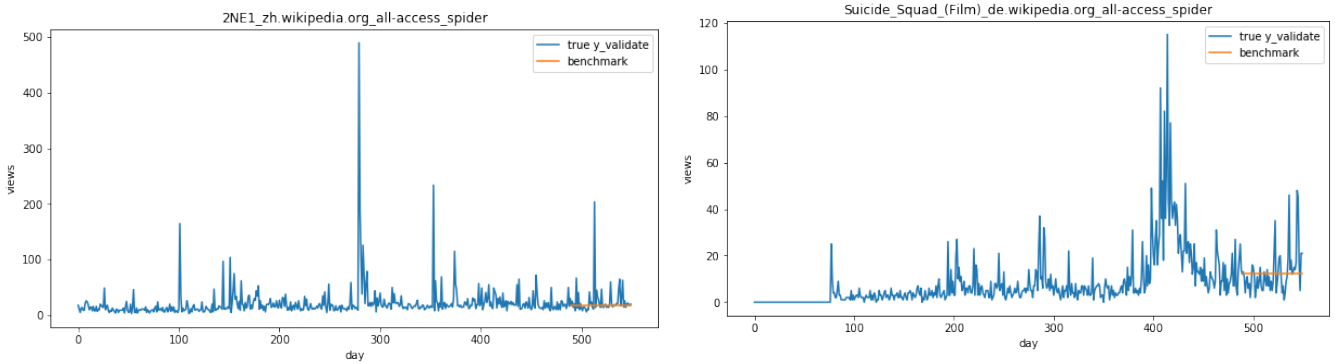 2NE1_zh.wikipedia.org_all-access_spider
500
400
300
200
100
0
views
0
100
200
300
400
500
day
true y_validate
benchmark
Suicide_Squad_(Film)_de.wikipedia.org_all-access_spider
120
100
80
60
40
20
0
views
0
100
200
300
400
500
day
true y_validate
benchmark